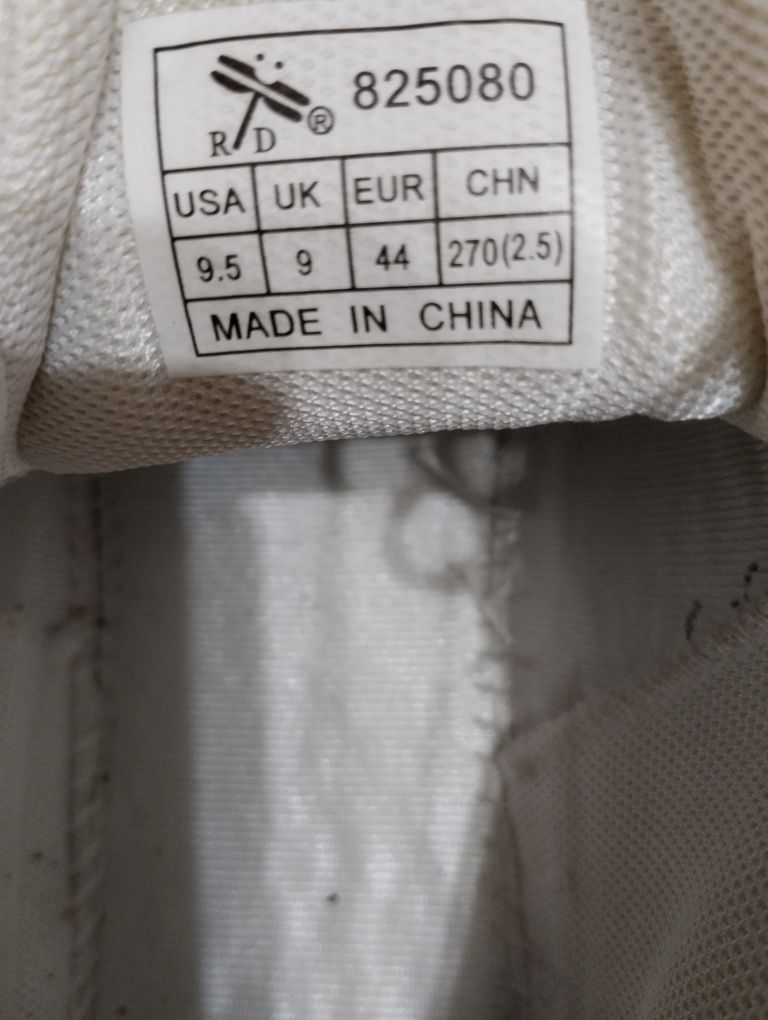 R D ® 825080
USA UK EUR CHN
9.5 9 44 270(2.5)
MADE IN CHINA